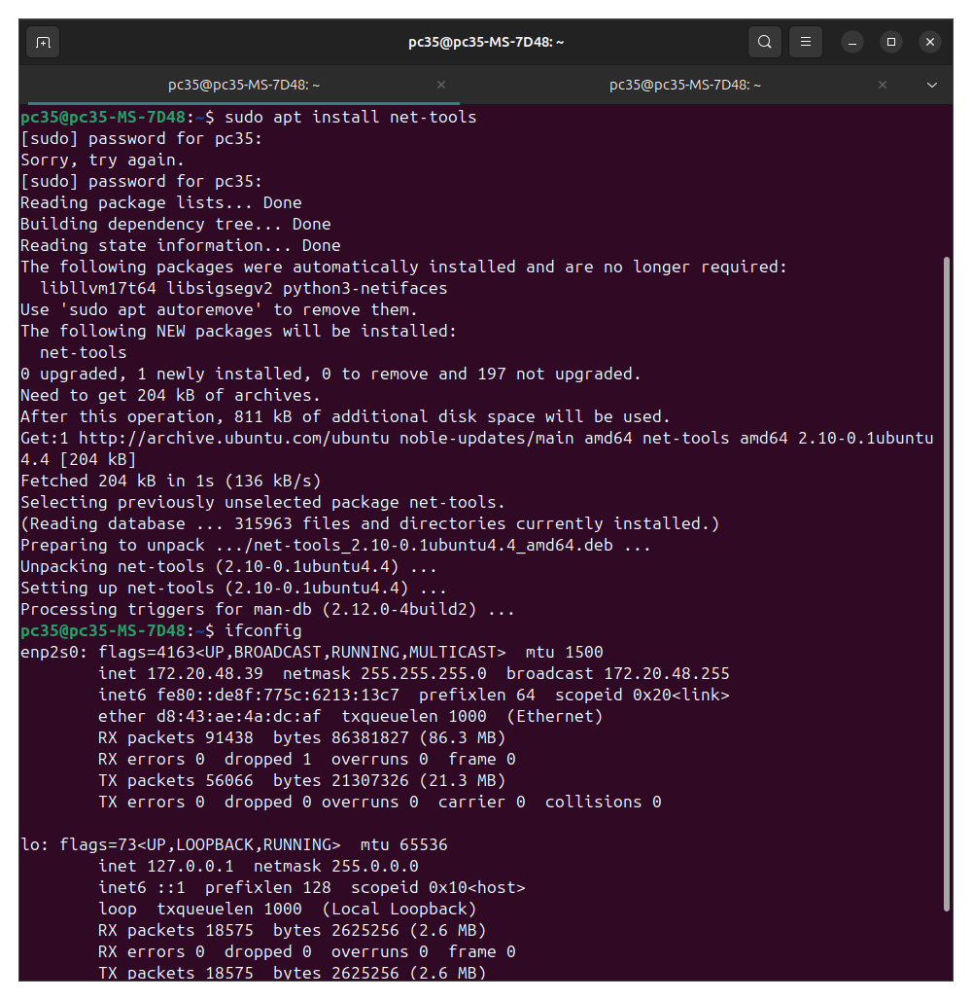 pc35@pc35-MS-7D48: ~
pc35@pc35-MS-7D48: ~
pc35@pc35-MS-7D48: ~
pc35@pc35-MS-7D48:~$ sudo apt install net-tools
[sudo] password for pc35:
Sorry, try again.
[sudo] password for pc35:
Reading package lists... Done
Building dependency tree... Done
Reading state information... Done
The following packages were automatically installed and are no longer required:
  libllvm17t64 libsigsegv2 python3-netifaces
Use 'sudo apt autoremove' to remove them.
The following NEW packages will be installed:
  net-tools
0 upgraded, 1 newly installed, 0 to remove and 197 not upgraded.
Need to get 204 kB of archives.
After this operation, 811 kB of additional disk space will be used.
Get:1 http://archive.ubuntu.com/ubuntu noble-updates/main amd64 net-tools amd64 2.10-0.1ubuntu
4.4 [204 kB]
Fetched 204 kB in 1s (136 kB/s)
Selecting previously unselected package net-tools.
(Reading database ... 315963 files and directories currently installed.)
Preparing to unpack .../net-tools_2.10-0.1ubuntu4.4_amd64.deb ...
Unpacking net-tools (2.10-0.1ubuntu4.4) ...
Setting up net-tools (2.10-0.1ubuntu4.4) ...
Processing triggers for man-db (2.12.0-4build2) ...
pc35@pc35-MS-7D48:~$ ifconfig
enp2s0: flags=4163<UP,BROADCAST,RUNNING,MULTICAST>  mtu 1500
        inet 172.20.48.39  netmask 255.255.255.0  broadcast 172.20.48.255
        inet6 fe80::de8f:775c:6213:13c7  prefixlen 64  scopeid 0x20<link>
        ether d8:43:ae:4a:dc:af  txqueuelen 1000  (Ethernet)
        RX packets 91438  bytes 86381827 (86.3 MB)
        RX errors 0  dropped 1  overruns 0  frame 0
        TX packets 56066  bytes 21307326 (21.3 MB)
        TX errors 0  dropped 0 overruns 0  carrier 0  collisions 0
lo: flags=73<UP,LOOPBACK,RUNNING>  mtu 65536
        inet 127.0.0.1  netmask 255.0.0.0
        inet6 ::1  prefixlen 128  scopeid 0x10<host>
        loop  txqueuelen 1000  (Local Loopback)
        RX packets 18575  bytes 2625256 (2.6 MB)
        RX errors 0  dropped 0  overruns 0  frame 0
        TX packets 18575  bytes 2625256 (2.6 MB)